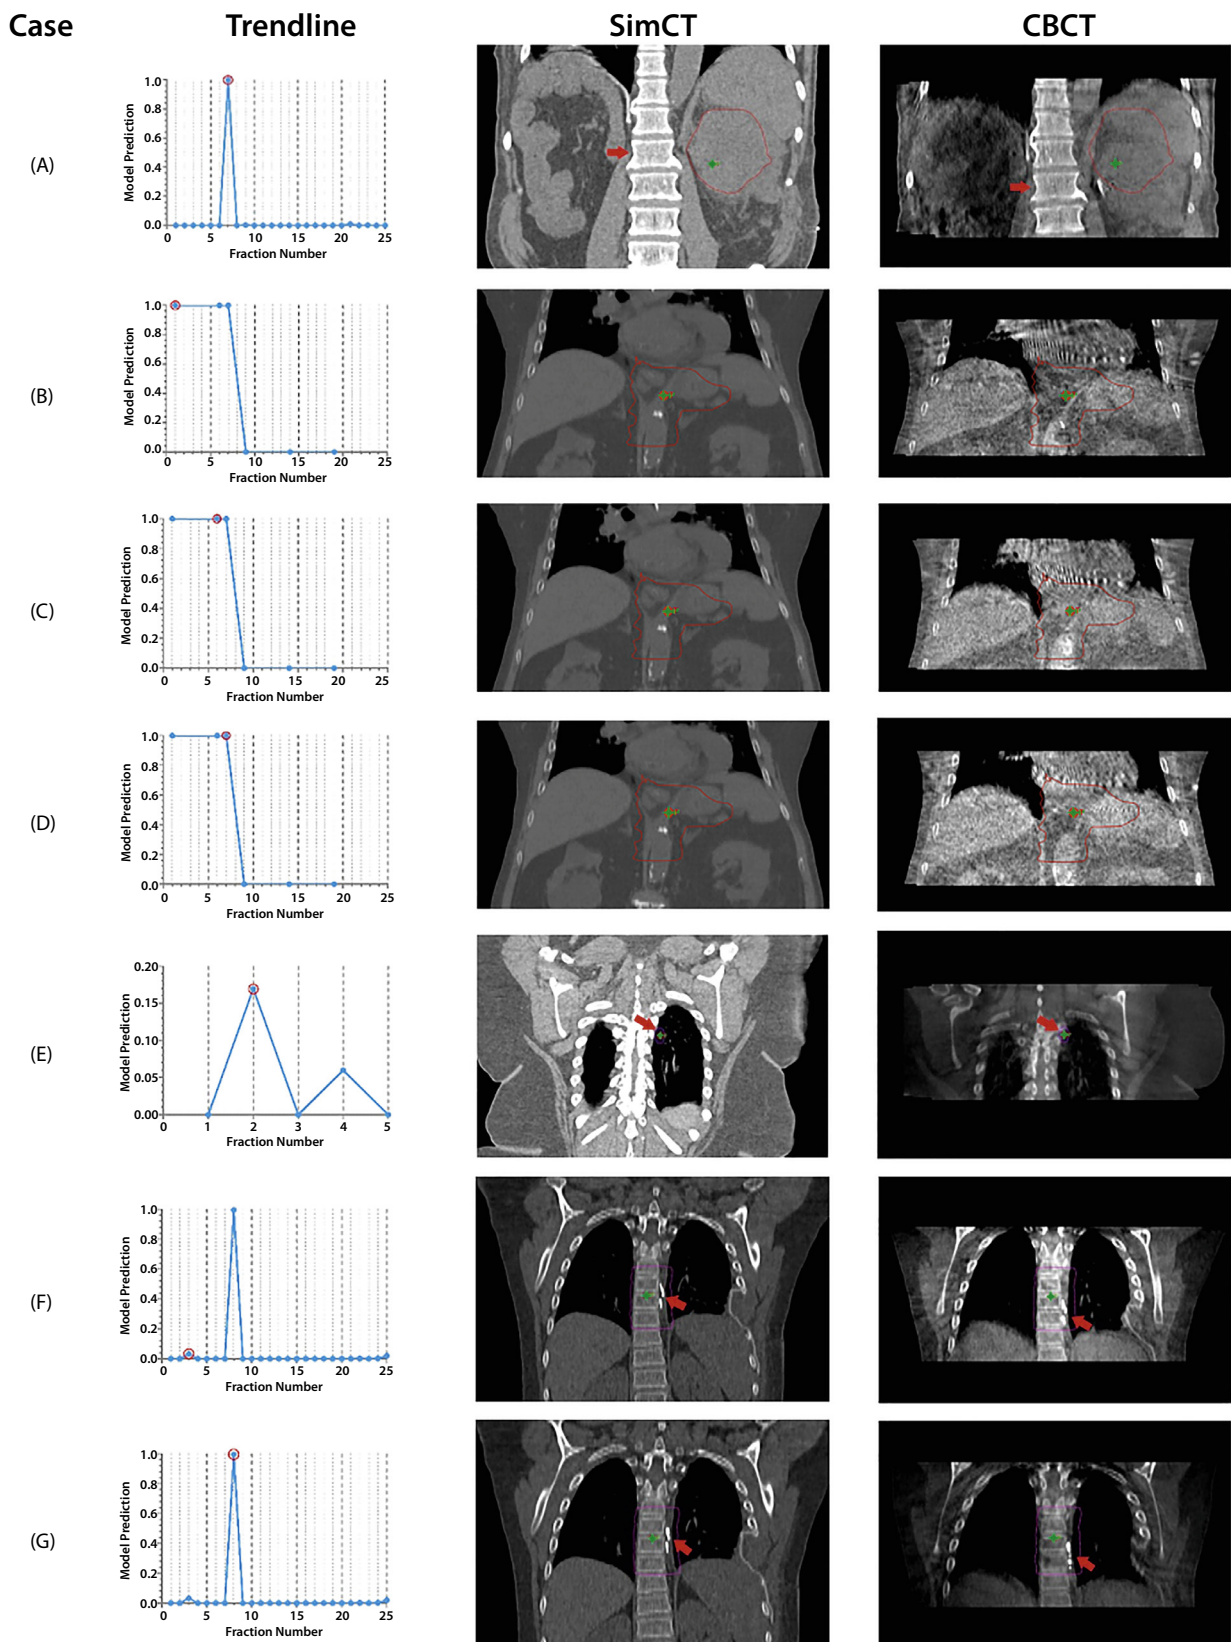 Case Trendline SimCT CBCT
(A)
Model Prediction
1.0
0.8
0.6
0.4
0.2
0.0
0 5 10 15 20 25
Fraction Number
(B)
Model Prediction
1.0
0.8
0.6
0.4
0.2
0.0
0 5 10 15 20 25
Fraction Number
(C)
Model Prediction
1.0
0.8
0.6
0.4
0.2
0.0
0 5 10 15 20 25
Fraction Number
(D)
Model Prediction
1.0
0.8
0.6
0.4
0.2
0.0
0 5 10 15 20 25
Fraction Number
(E)
Model Prediction
0.20
0.15
0.10
0.05
0.00
1 2 3 4 5
Fraction Number
(F)
Model Prediction
1.0
0.8
0.6
0.4
0.2
0.0
0 5 10 15 20 25
Fraction Number
(G)
Model Prediction
1.0
0.8
0.6
0.4
0.2
0.0
0 5 10 15 20 25
Fraction Number